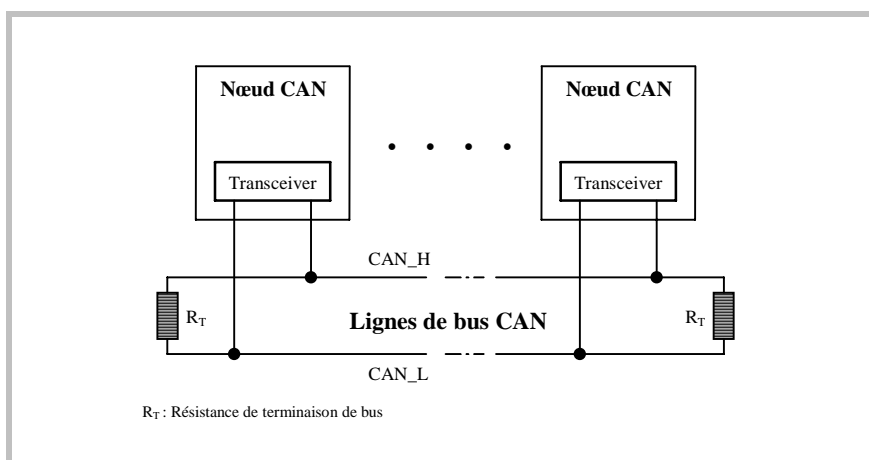 Nœud CAN
Nœud CAN
Transceiver
Transceiver
CAN_H
R_T
Lignes de bus CAN
R_T
CAN_L
R_T : Résistance de terminaison de bus